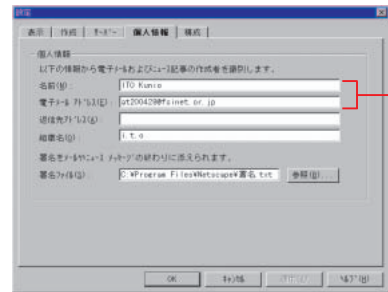 設定
表示 作成 ｻｰﾊﾞｰ 個人情報 構成
個人情報
以下の情報から電子ﾒｰﾙおよびﾆｭｰｽ記事の作成者を識別します。
名前(N):
ITO Kunio
電子ﾒｰﾙ ｱﾄﾞﾚｽ(E):
at200420@fsinet.or.jp
返信先ｱﾄﾞﾚｽ(A):
組織名(O):
i.t.o
署名をﾒｰﾙやﾆｭｰｽ ﾒｯｾｰｼﾞの終わりに添えられます。
署名ﾌｧｲﾙ(S):
C:¥Program Files¥Netscape¥署名.txt
参照(B)...
OK ｷｬﾝｾﾙ ﾍﾙﾌﾟ(H)